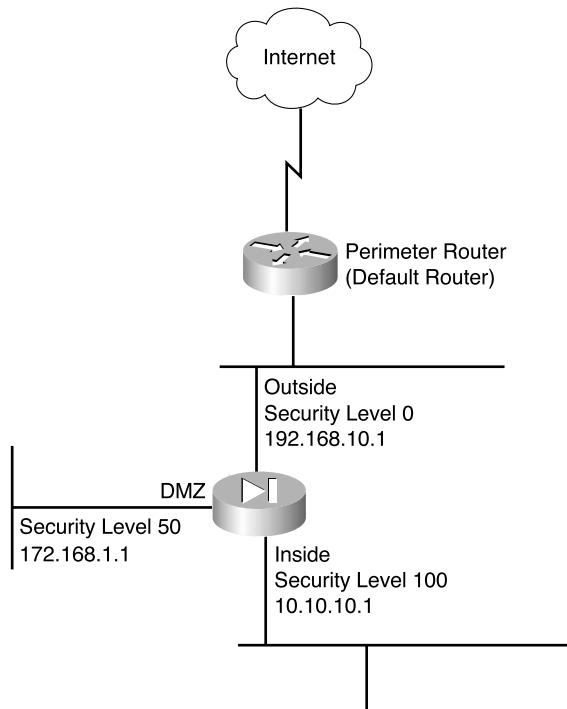 Internet
Perimeter Router
(Default Router)
Outside
Security Level 0
192.168.10.1
DMZ
Security Level 50
172.168.1.1
Inside
Security Level 100
10.10.10.1